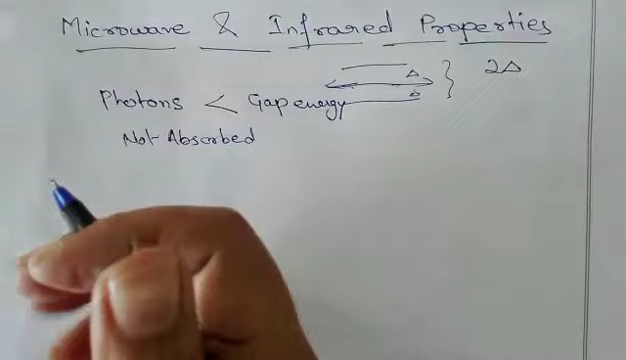 Microwave & Infrared Properties
Δ } 2Δ
Photons < Gap energy Δ
Not Absorbed